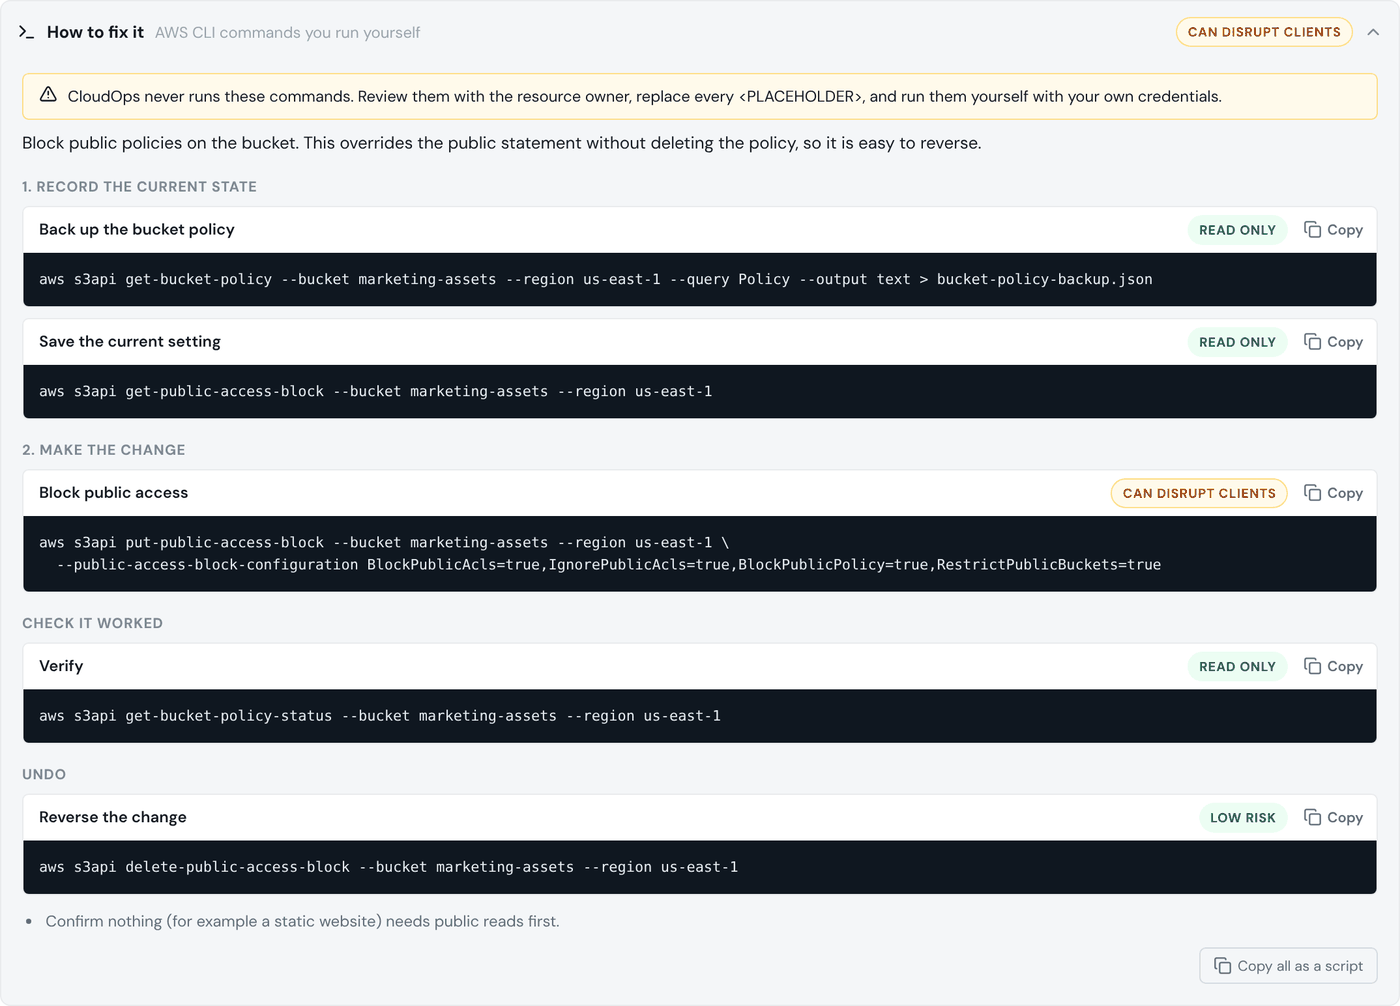 How to fix it AWS CLI commands you run yourself CAN DISRUPT CLIENTS
CloudOps never runs these commands. Review them with the resource owner, replace every <PLACEHOLDER>, and run them yourself with your own credentials.
Block public policies on the bucket. This overrides the public statement without deleting the policy, so it is easy to reverse.
1. RECORD THE CURRENT STATE
Back up the bucket policy READ ONLY Copy
aws s3api get-bucket-policy --bucket marketing-assets --region us-east-1 --query Policy --output text > bucket-policy-backup.json
Save the current setting READ ONLY Copy
aws s3api get-public-access-block --bucket marketing-assets --region us-east-1
2. MAKE THE CHANGE
Block public access CAN DISRUPT CLIENTS Copy
aws s3api put-public-access-block --bucket marketing-assets --region us-east-1 \
--public-access-block-configuration BlockPublicAcls=true,IgnorePublicAcls=true,BlockPublicPolicy=true,RestrictPublicBuckets=true
CHECK IT WORKED
Verify READ ONLY Copy
aws s3api get-bucket-policy-status --bucket marketing-assets --region us-east-1
UNDO
Reverse the change LOW RISK Copy
aws s3api delete-public-access-block --bucket marketing-assets --region us-east-1
• Confirm nothing (for example a static website) needs public reads first.
Copy all as a script